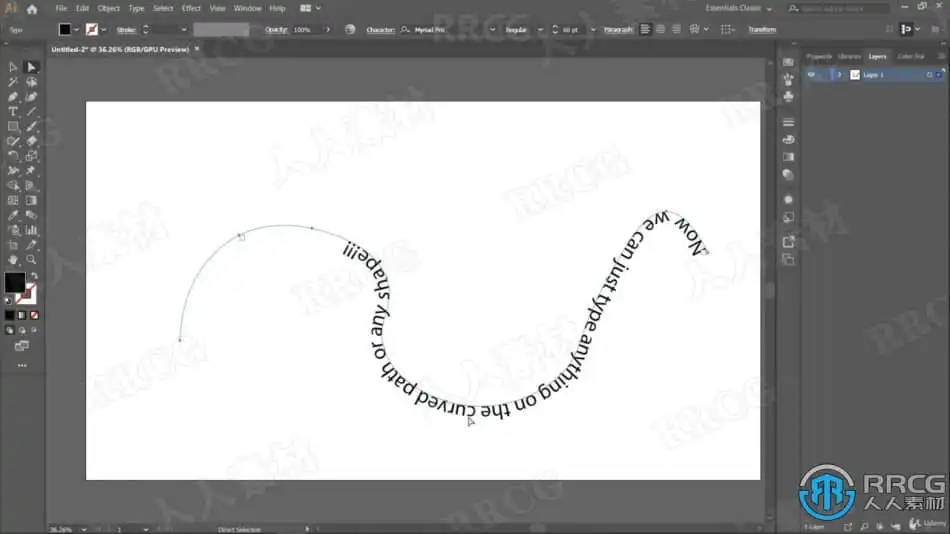 Ai File Edit Object Type Select Effect View Window Help
Essentials Classic
Type Stroke: Opacity: 100% Character: Myriad Pro Regular 60 pt Paragraph: Transform
Untitled-2* @ 36.26% (RGB/GPU Preview) ×
Properties Libraries Layers Color
Layer 1
Now we can just type anything on the curved path or any shape!!!
RRCG
人人素材
36.26% 1 Direct Selection
1 Layer
Udemy